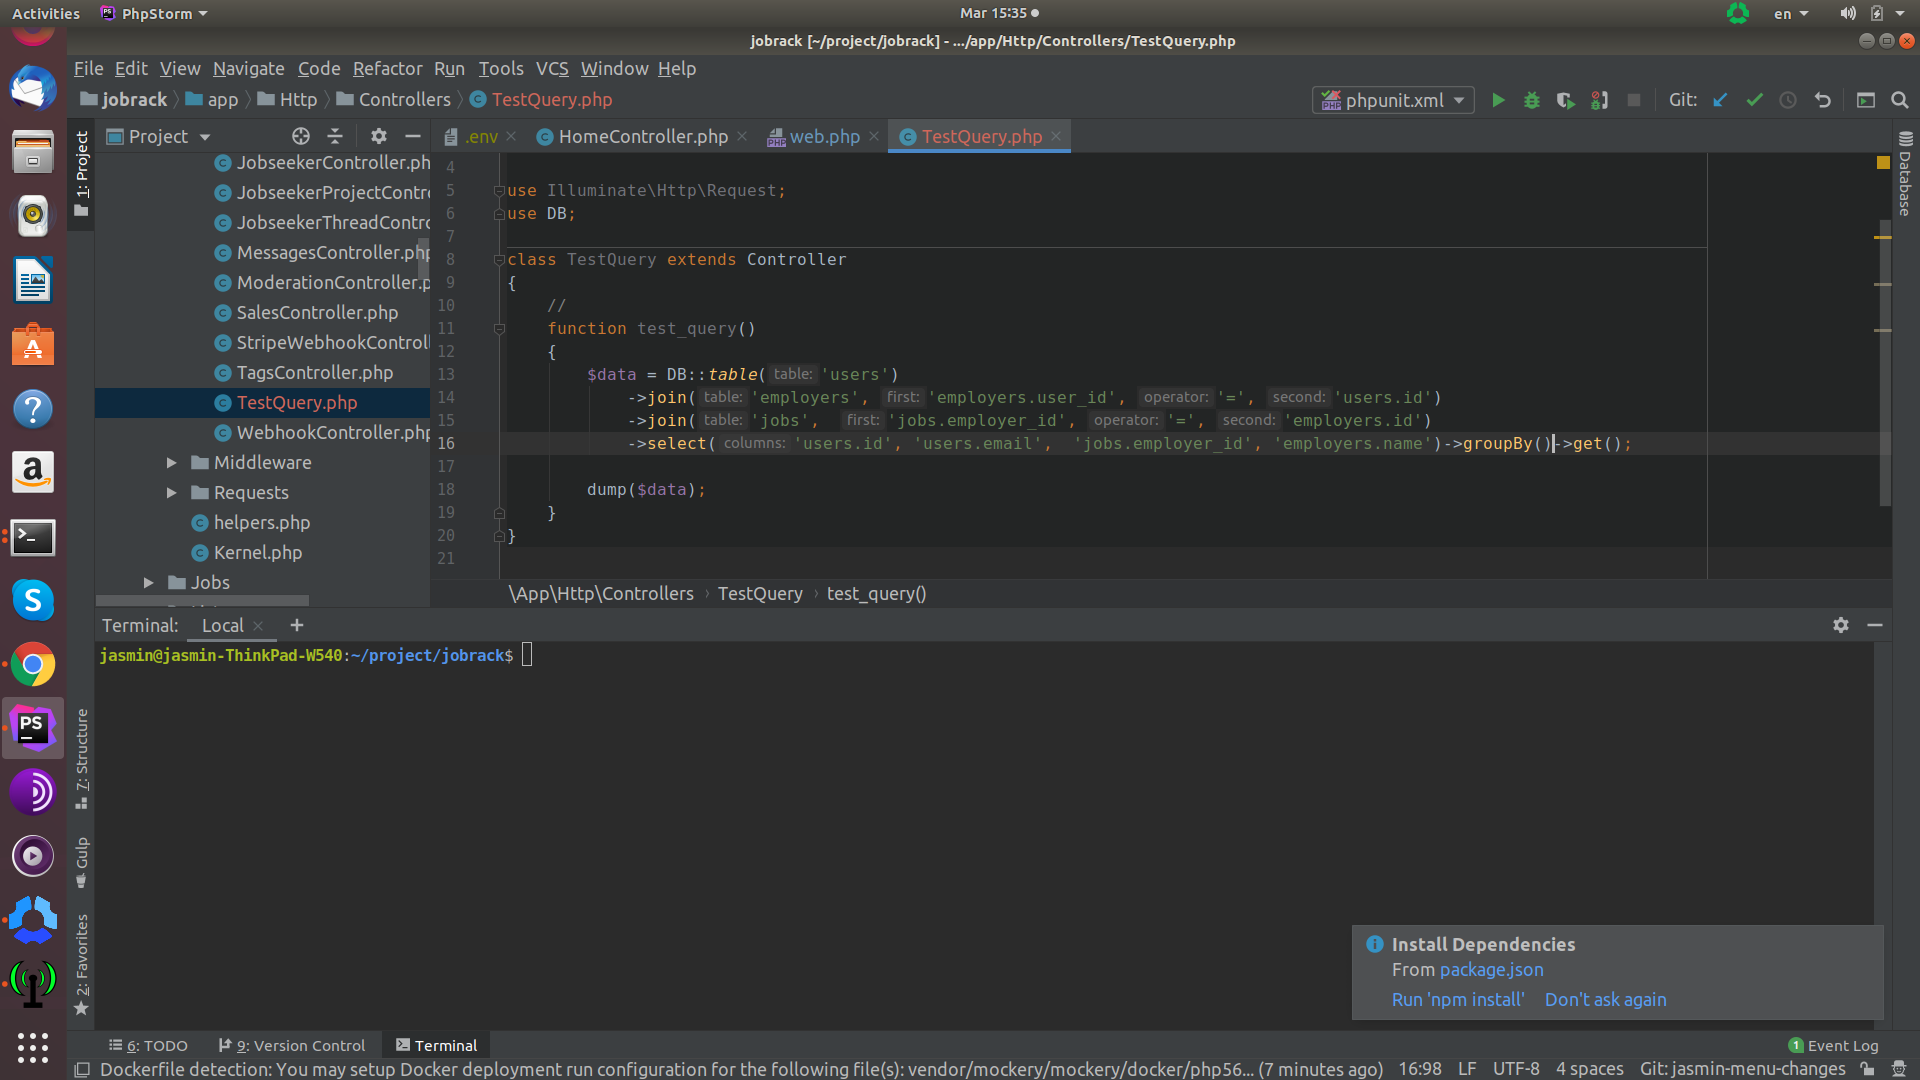 Activities PhpStorm Mar 15:35 en
jobrack [~/project/jobrack] - .../app/Http/Controllers/TestQuery.php
File Edit View Navigate Code Refactor Run Tools VCS Window Help
jobrack app Http Controllers TestQuery.php phpunit.xml Git:
1: Project
Project
.env HomeController.php web.php TestQuery.php
Database
JobseekerController.ph
JobseekerProjectContr
JobseekerThreadContro
MessagesController.php
ModerationController.p
SalesController.php
StripeWebhookControll
TagsController.php
TestQuery.php
WebhookController.php
Middleware
Requests
helpers.php
Kernel.php
Jobs
4
5 use Illuminate\Http\Request;
6 use DB;
7
8 class TestQuery extends Controller
9 {
10 //
11 function test_query()
12 {
13 $data = DB::table( table: 'users')
14 ->join( table: 'employers', first: 'employers.user_id', operator: '=', second: 'users.id')
15 ->join( table: 'jobs', first: 'jobs.employer_id', operator: '=', second: 'employers.id')
16 ->select( columns: 'users.id', 'users.email', 'jobs.employer_id', 'employers.name')->groupBy()->get();
17
18 dump($data);
19 }
20 }
21
\App\Http\Controllers › TestQuery › test_query()
Terminal: Local +
jasmin@jasmin-ThinkPad-W540:~/project/jobrack$
7: Structure
Gulp
2: Favorites
Install Dependencies
From package.json
Run 'npm install' Don't ask again
6: TODO 9: Version Control Terminal 1 Event Log
Dockerfile detection: You may setup Docker deployment run configuration for the following file(s): vendor/mockery/mockery/docker/php56... (7 minutes ago) 16:98 LF UTF-8 4 spaces Git: jasmin-menu-changes